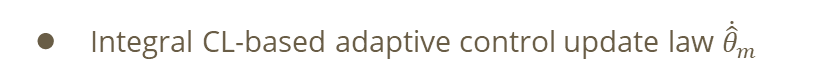 ● Integral CL-based adaptive control update law $\dot{\hat{\theta}}_m$